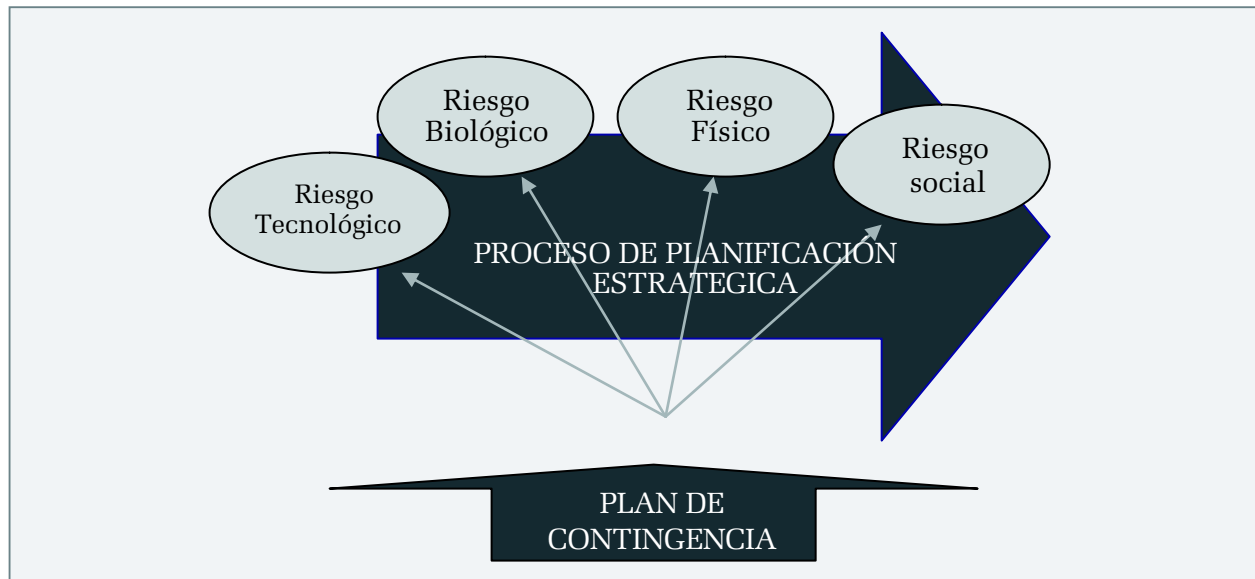 Riesgo
Biológico
Riesgo
Físico
Riesgo
social
Riesgo
Tecnológico
PROCESO DE PLANIFICACIÓN
ESTRATEGICA
PLAN DE
CONTINGENCIA